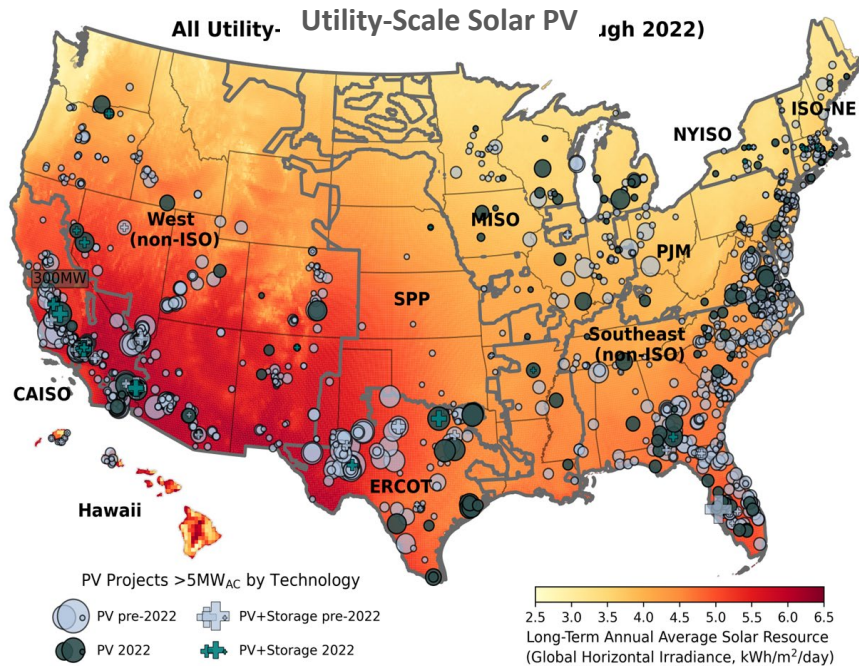 Utility-Scale Solar PV
All Utility-
ugh 2022)
ISO-NE
NYISO
West
(non-ISO)
MISO
PJM
300MW
SPP
Southeast
(non-ISO)
CAISO
ERCOT
Hawaii
PV Projects >5MWAC by Technology
PV pre-2022
PV+Storage pre-2022
PV 2022
PV+Storage 2022
2.5 3.0 3.5 4.0 4.5 5.0 5.5 6.0 6.5
Long-Term Annual Average Solar Resource
(Global Horizontal Irradiance, kWh/m²/day)